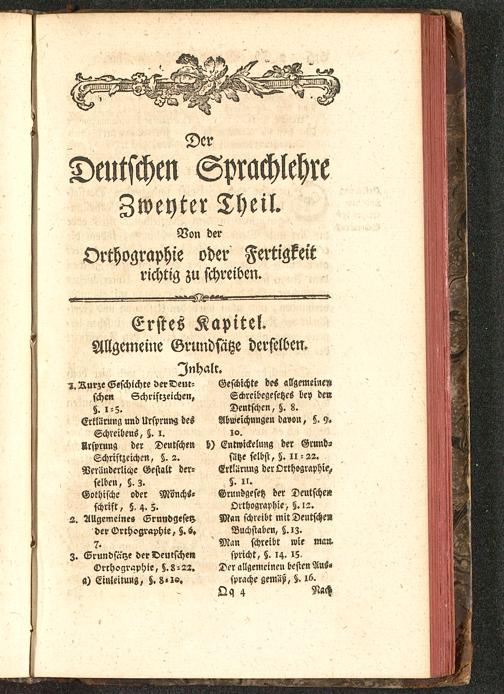 Der
Deutschen Sprachlehre
Zweyter Theil.
Von der
Orthographie oder Fertigkeit
richtig zu schreiben.
Erstes Kapitel.
Allgemeine Grundsätze derselben.
Inhalt.
1. Kurze Geschichte der Deut-
schen Schriftzeichen,
§. 1-5.
Erklärung und Ursprung des
Schreibens, §. 1.
Ursprung der Deutschen
Schriftzeichen, §. 2.
Veränderliche Gestalt der-
selben, §. 3.
Gothische oder Mönchs-
schrift, §. 4. 5.
2. Allgemeines Grundgesetz
der Orthographie, §. 6.
7.
3. Grundsätze der Deutschen
Orthographie, §. 8-22.
a) Einleitung, §. 8-10.
Geschichte des allgemeinen
Schreibegesetzes bey den
Deutschen, §. 8.
Abweichungen davon, §. 9.
10.
b) Entwickelung der Grund-
sätze selbst, §. 11-22.
Erklärung der Orthographie,
§. 11.
Grundgesetz der Deutschen
Orthographie, §. 12.
Man schreibt mit Deutschen
Buchstaben, §. 13.
Man schreibt wie man
spricht, §. 14. 15.
Der allgemeinen besten Aus-
sprache gemäß, §. 16.
Qq 4 Nach